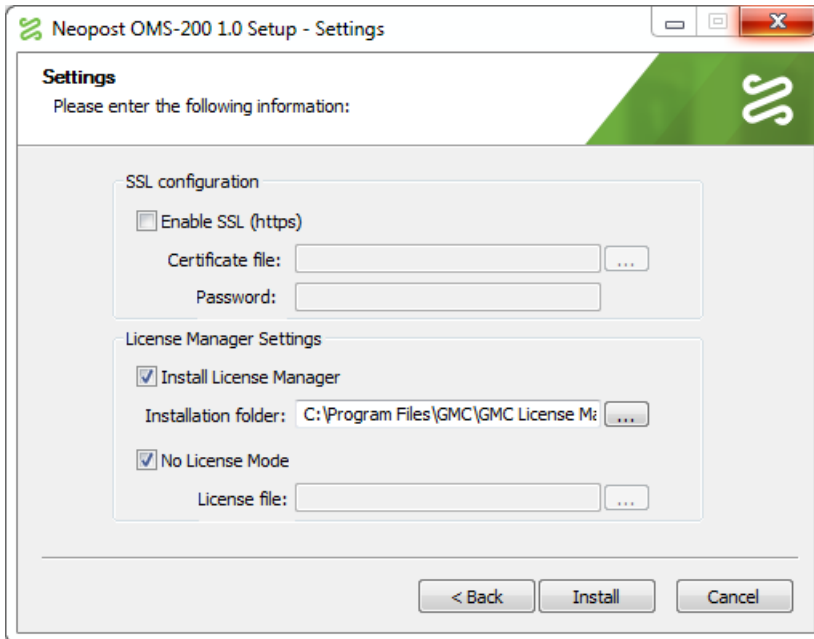 Neopost OMS-200 1.0 Setup - Settings
Settings
Please enter the following information:
SSL configuration
Enable SSL (https)
Certificate file:
...
Password:
License Manager Settings
Install License Manager
Installation folder: C:\Program Files\GMC\GMC License Ma ...
No License Mode
License file:
...
< Back Install Cancel